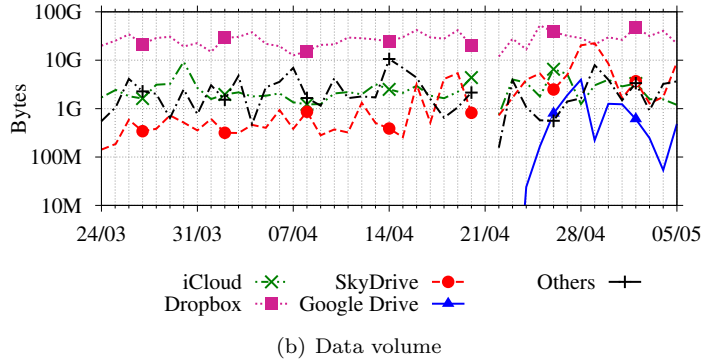 100G
10G
1G
100M
10M
Bytes
24/03 31/03 07/04 14/04 21/04 28/04 05/05
iCloud SkyDrive Others
Dropbox Google Drive
(b) Data volume